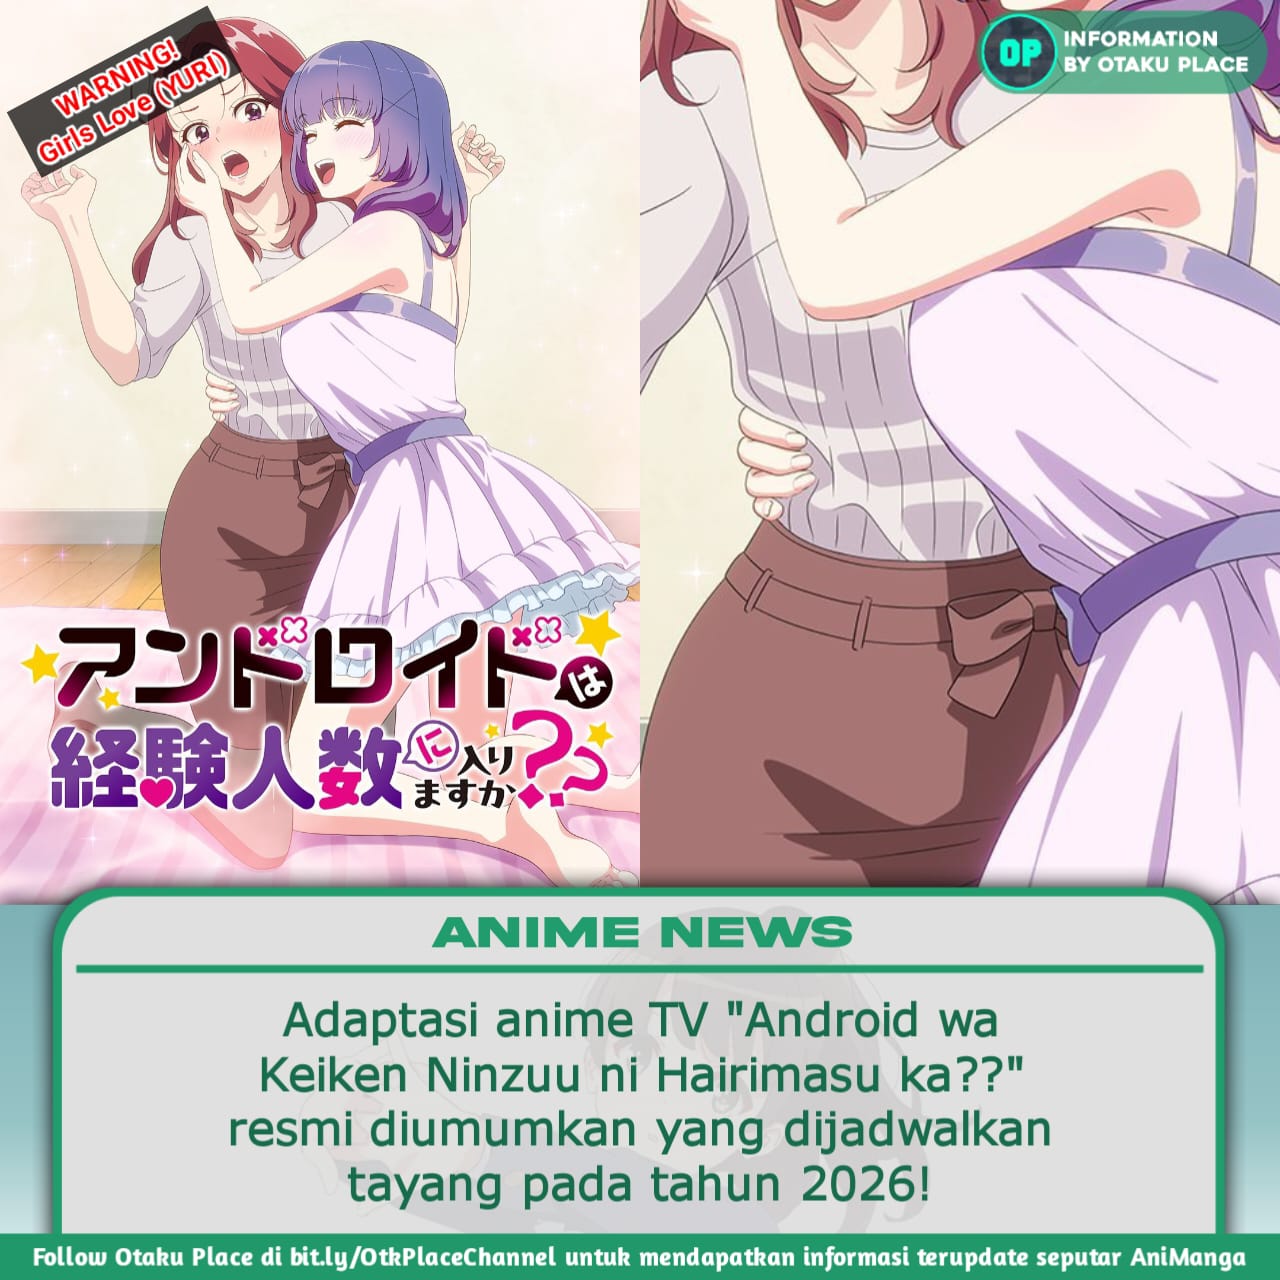 WARNING!
Girls Love (YURI)
OP
INFORMATION
BY OTAKU PLACE
アンドロイドは
経験人数に入り
ますか??
ANIME NEWS
Adaptasi anime TV "Android wa
Keiken Ninzuu ni Hairimasu ka??"
resmi diumumkan yang dijadwalkan
tayang pada tahun 2026!
Follow Otaku Place di bit.ly/OtkPlaceChannel untuk mendapatkan informasi terupdate seputar AniManga